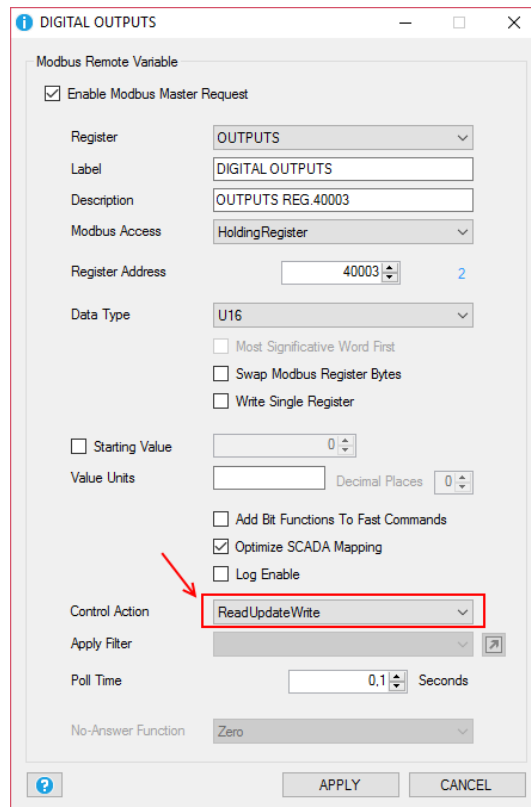 DIGITAL OUTPUTS
Modbus Remote Variable
Enable Modbus Master Request
Register OUTPUTS
Label DIGITAL OUTPUTS
Description OUTPUTS REG.40003
Modbus Access HoldingRegister
Register Address 40003 2
Data Type U16
Most Significant Word First
Swap Modbus Register Bytes
Write Single Register
Starting Value 0
Value Units Decimal Places 0
Add Bit Functions To Fast Commands
Optimize SCADA Mapping
Log Enable
Control Action ReadUpdateWrite
Apply Filter
Poll Time 0,1 Seconds
No-Answer Function Zero
? APPLY CANCEL